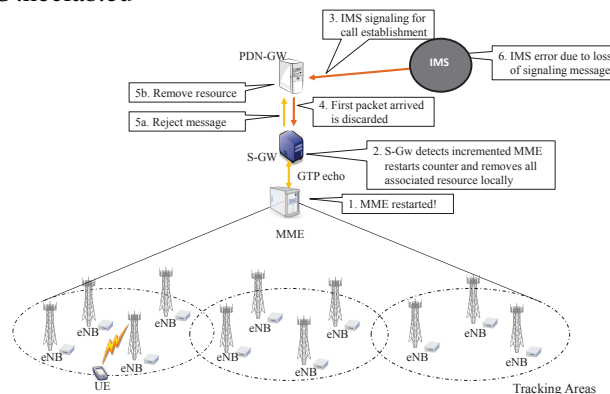 3. IMS signaling for
call establishment
PDN-GW
IMS
6. IMS error due to loss
of signaling message
5b. Remove resource
4. First packet arrived
is discarded
5a. Reject message
S-GW
2. S-Gw detects incremented MME
restarts counter and removes all
associated resource locally
GTP echo
1. MME restarted!
MME
eNB
eNB
eNB
eNB
eNB
eNB
eNB
eNB
eNB
eNB
UE
Tracking Areas